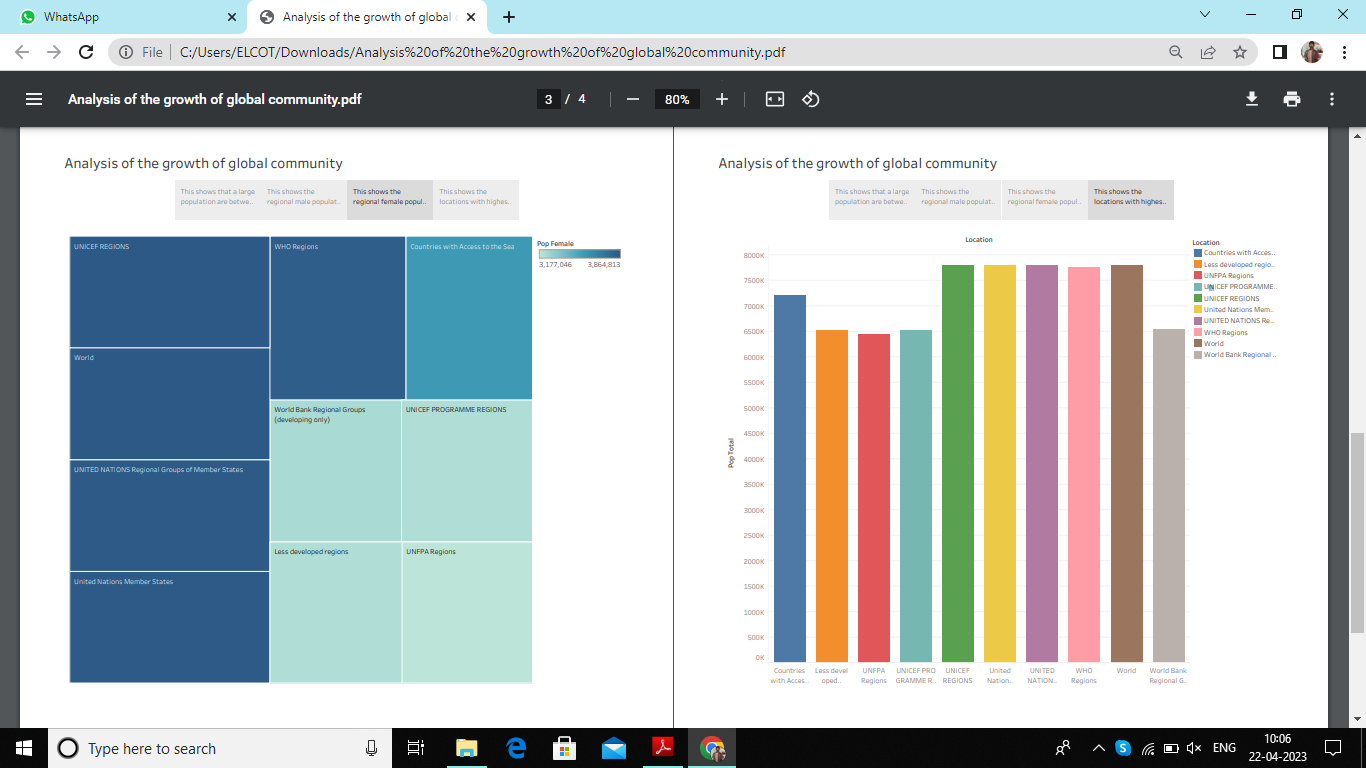 WhatsApp
Analysis of the growth of global c
File
C:/Users/ELCOT/Downloads/Analysis%20of%20the%20growth%20of%20global%20community.pdf
Analysis of the growth of global community.pdf
3 / 4
80%
Analysis of the growth of global community
This shows that a large
population are betwe..
This shows the
regional male populat..
This shows the
regional female popul..
This shows the
locations with highes..
UNICEF REGIONS
World
UNITED NATIONS Regional Groups of Member States
United Nations Member States
WHO Regions
Countries with Access to the Sea
World Bank Regional Groups
(developing only)
UNICEF PROGRAMME REGIONS
Less developed regions
UNFPA Regions
Pop Female
3,177,046 3,864,813
Analysis of the growth of global community
This shows that a large
population are betwe..
This shows the
regional male populat..
This shows the
regional female popul..
This shows the
locations with highes..
Location
Pop Total
8000K
7500K
7000K
6500K
6000K
5500K
5000K
4500K
4000K
3500K
3000K
2500K
2000K
1500K
1000K
500K
0K
Countries
with Acces..
Less devel
oped..
UNFPA
Regions
UNICEF PRO
GRAMME R..
UNICEF
REGIONS
United
Nation..
UNITED
NATION..
WHO
Regions
World
World Bank
Regional G..
Location
Countries with Acces..
Less developed regio..
UNFPA Regions
UNICEF PROGRAMME..
UNICEF REGIONS
United Nations Mem..
UNITED NATIONS Re..
WHO Regions
World
World Bank Regional ..
Type here to search
ENG
10:06
22-04-2023